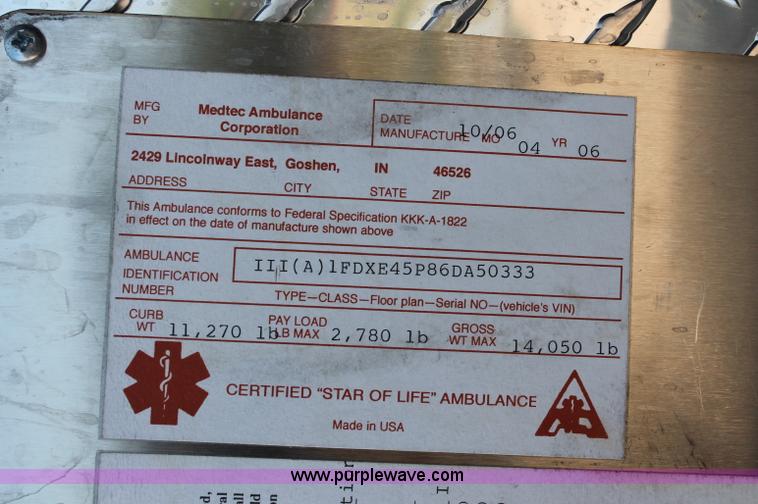 MFG BY Medtec Ambulance Corporation
DATE MANUFACTURE 10/06 MO 04 YR 06
2429 Lincolnway East, Goshen, IN 46526
ADDRESS CITY STATE ZIP
This Ambulance conforms to Federal Specification KKK-A-1822
in effect on the date of manufacture shown above
AMBULANCE IDENTIFICATION NUMBER III(A)1FDXE45P86DA50333
TYPE—CLASS—Floor plan—Serial NO—(vehicle's VIN)
CURB WT 11,270 lb PAY LOAD LB MAX 2,780 lb GROSS WT MAX 14,050 lb
CERTIFIED "STAR OF LIFE" AMBULANCE
Made in USA
www.purplewave.com